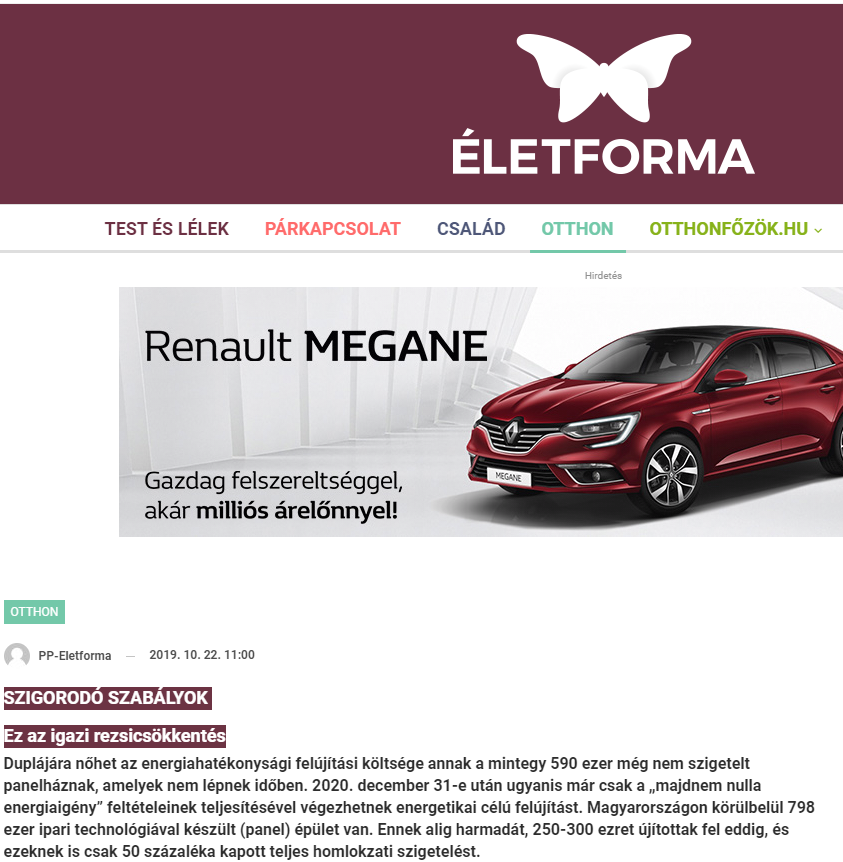 ÉLETFORMA
TEST ÉS LÉLEK PÁRKAPCSOLAT CSALÁD OTTHON OTTHONFŐZÖK.HU
Hirdetés
Renault MEGANE
MEGANE
Gazdag felszereltséggel,
akár milliós árelőnnyel!
OTTHON
PP-Eletforma — 2019. 10. 22. 11:00
SZIGORODÓ SZABÁLYOK
Ez az igazi rezsicsökkentés
Duplájára nőhet az energiahatékonysági felújítási költsége annak a mintegy 590 ezer még nem szigetelt
panelháznak, amelyek nem lépnek időben. 2020. december 31-e után ugyanis már csak a „majdnem nulla
energiaigény” feltételeinek teljesítésével végezhetnek energetikai célú felújítást. Magyarországon körülbelül 798
ezer ipari technológiával készült (panel) épület van. Ennek alig harmadát, 250-300 ezret újítottak fel eddig, és
ezeknek is csak 50 százaléka kapott teljes homlokzati szigetelést.